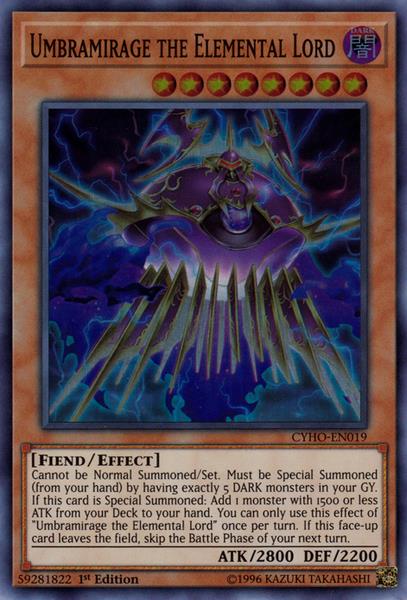 UMBRAMIRAGE THE ELEMENTAL LORD
DARK
闇
CYHO-EN019
[FIEND/EFFECT]
Cannot be Normal Summoned/Set. Must be Special Summoned
(from your hand) by having exactly 5 DARK monsters in your GY.
If this card is Special Summoned: Add 1 monster with 1500 or less
ATK from your Deck to your hand. You can only use this effect of
"Umbramirage the Elemental Lord" once per turn. If this face-up
card leaves the field, skip the Battle Phase of your next turn.
ATK/2800 DEF/2200
59281822 1st Edition ©1996 KAZUKI TAKAHASHI